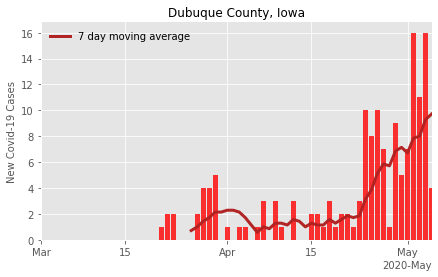 Dubuque County, Iowa
7 day moving average
New Covid-19 Cases
16
14
12
10
8
6
4
2
0
Mar
15
Apr
15
May
2020-May